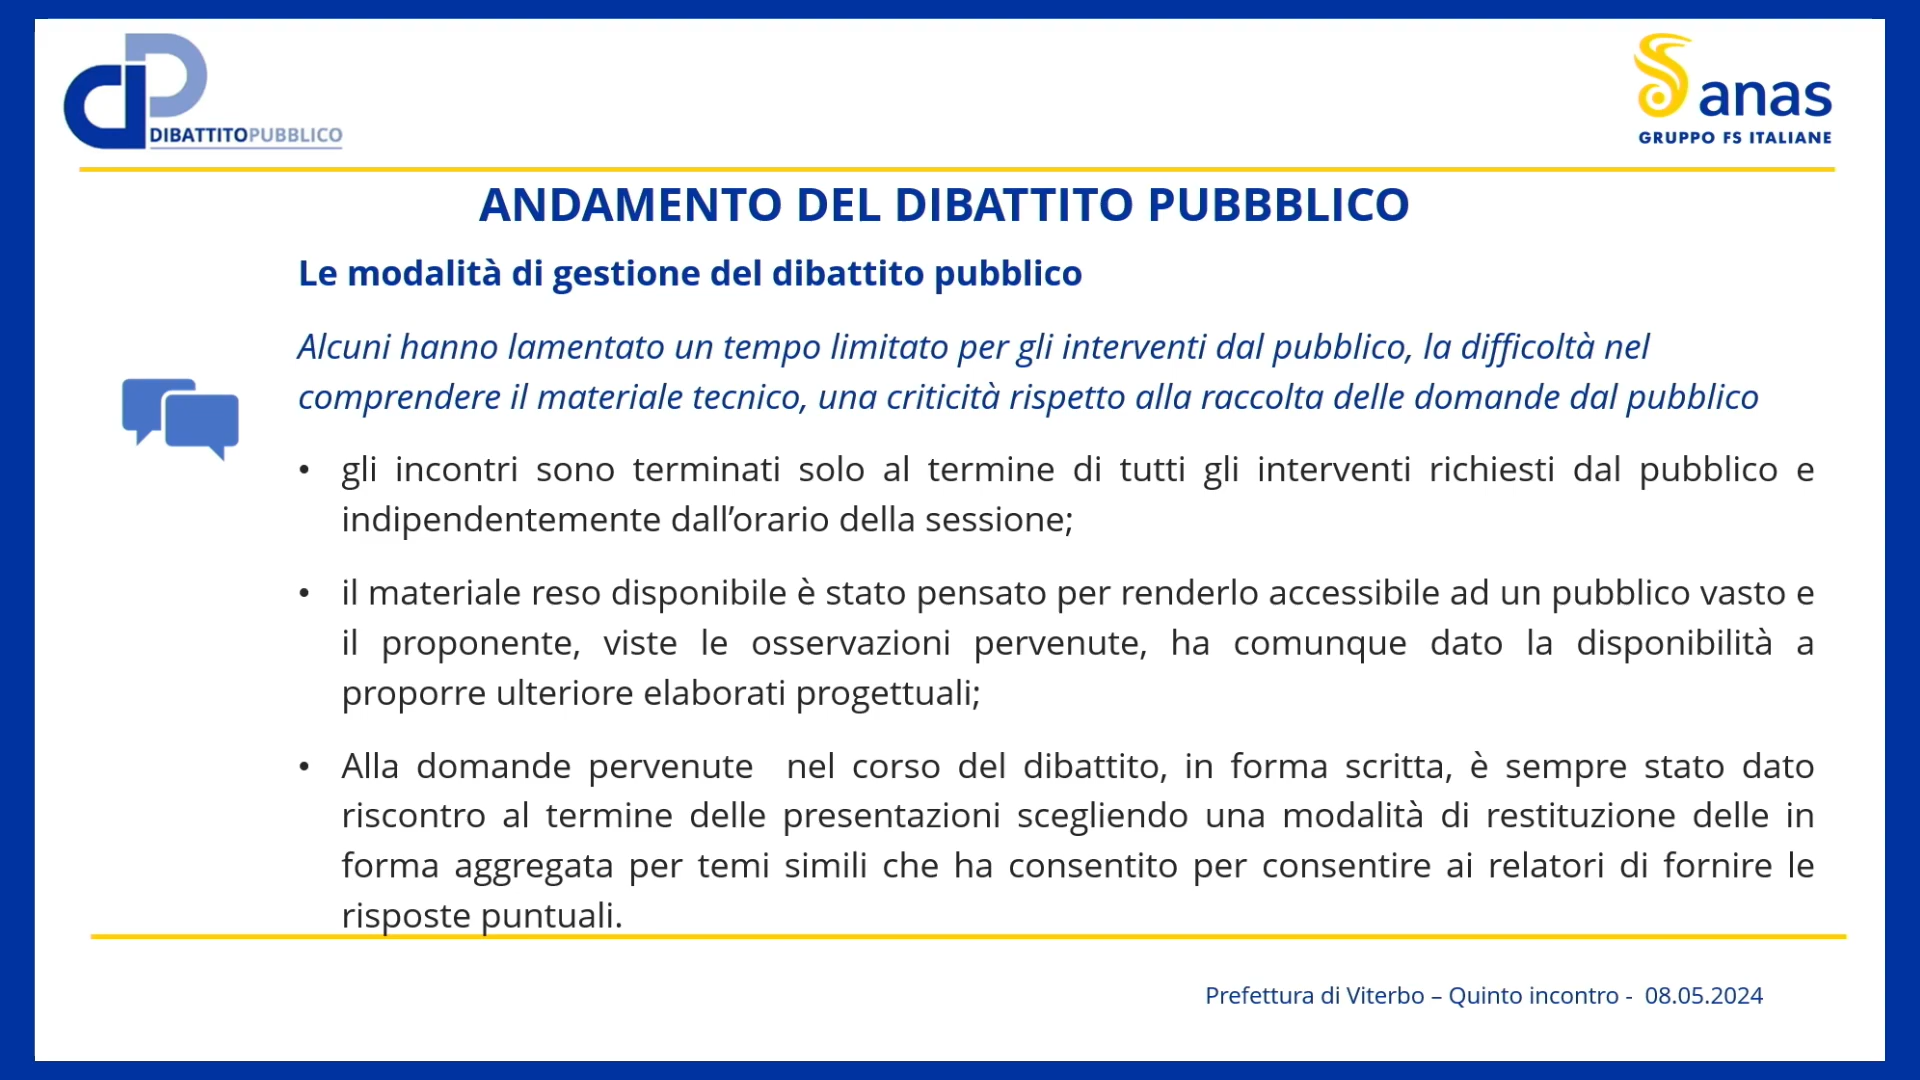 DIBATTITOPUBBLICO
anas
GRUPPO FS ITALIANE
ANDAMENTO DEL DIBATTITO PUBBBLICO
Le modalità di gestione del dibattito pubblico
Alcuni hanno lamentato un tempo limitato per gli interventi dal pubblico, la difficoltà nel
comprendere il materiale tecnico, una criticità rispetto alla raccolta delle domande dal pubblico
• gli incontri sono terminati solo al termine di tutti gli interventi richiesti dal pubblico e
indipendentemente dall’orario della sessione;
• il materiale reso disponibile è stato pensato per renderlo accessibile ad un pubblico vasto e
il proponente, viste le osservazioni pervenute, ha comunque dato la disponibilità a
proporre ulteriore elaborati progettuali;
• Alla domande pervenute  nel corso del dibattito, in forma scritta, è sempre stato dato
riscontro al termine delle presentazioni scegliendo una modalità di restituzione delle in
forma aggregata per temi simili che ha consentito per consentire ai relatori di fornire le
risposte puntuali.
Prefettura di Viterbo – Quinto incontro -  08.05.2024